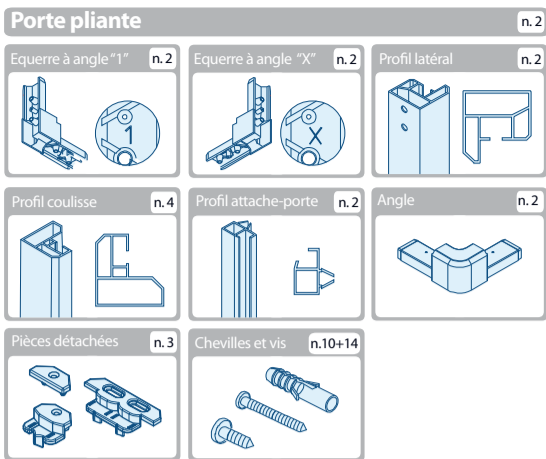 Porte pliante n. 2
Equerre à angle "1" n. 2
1
Equerre à angle "X" n. 2
X
Profil latéral n. 2
Profil coulisse n. 4
Profil attache-porte n. 2
Angle n. 2
Pièces détachées n. 3
Chevilles et vis n.10+14